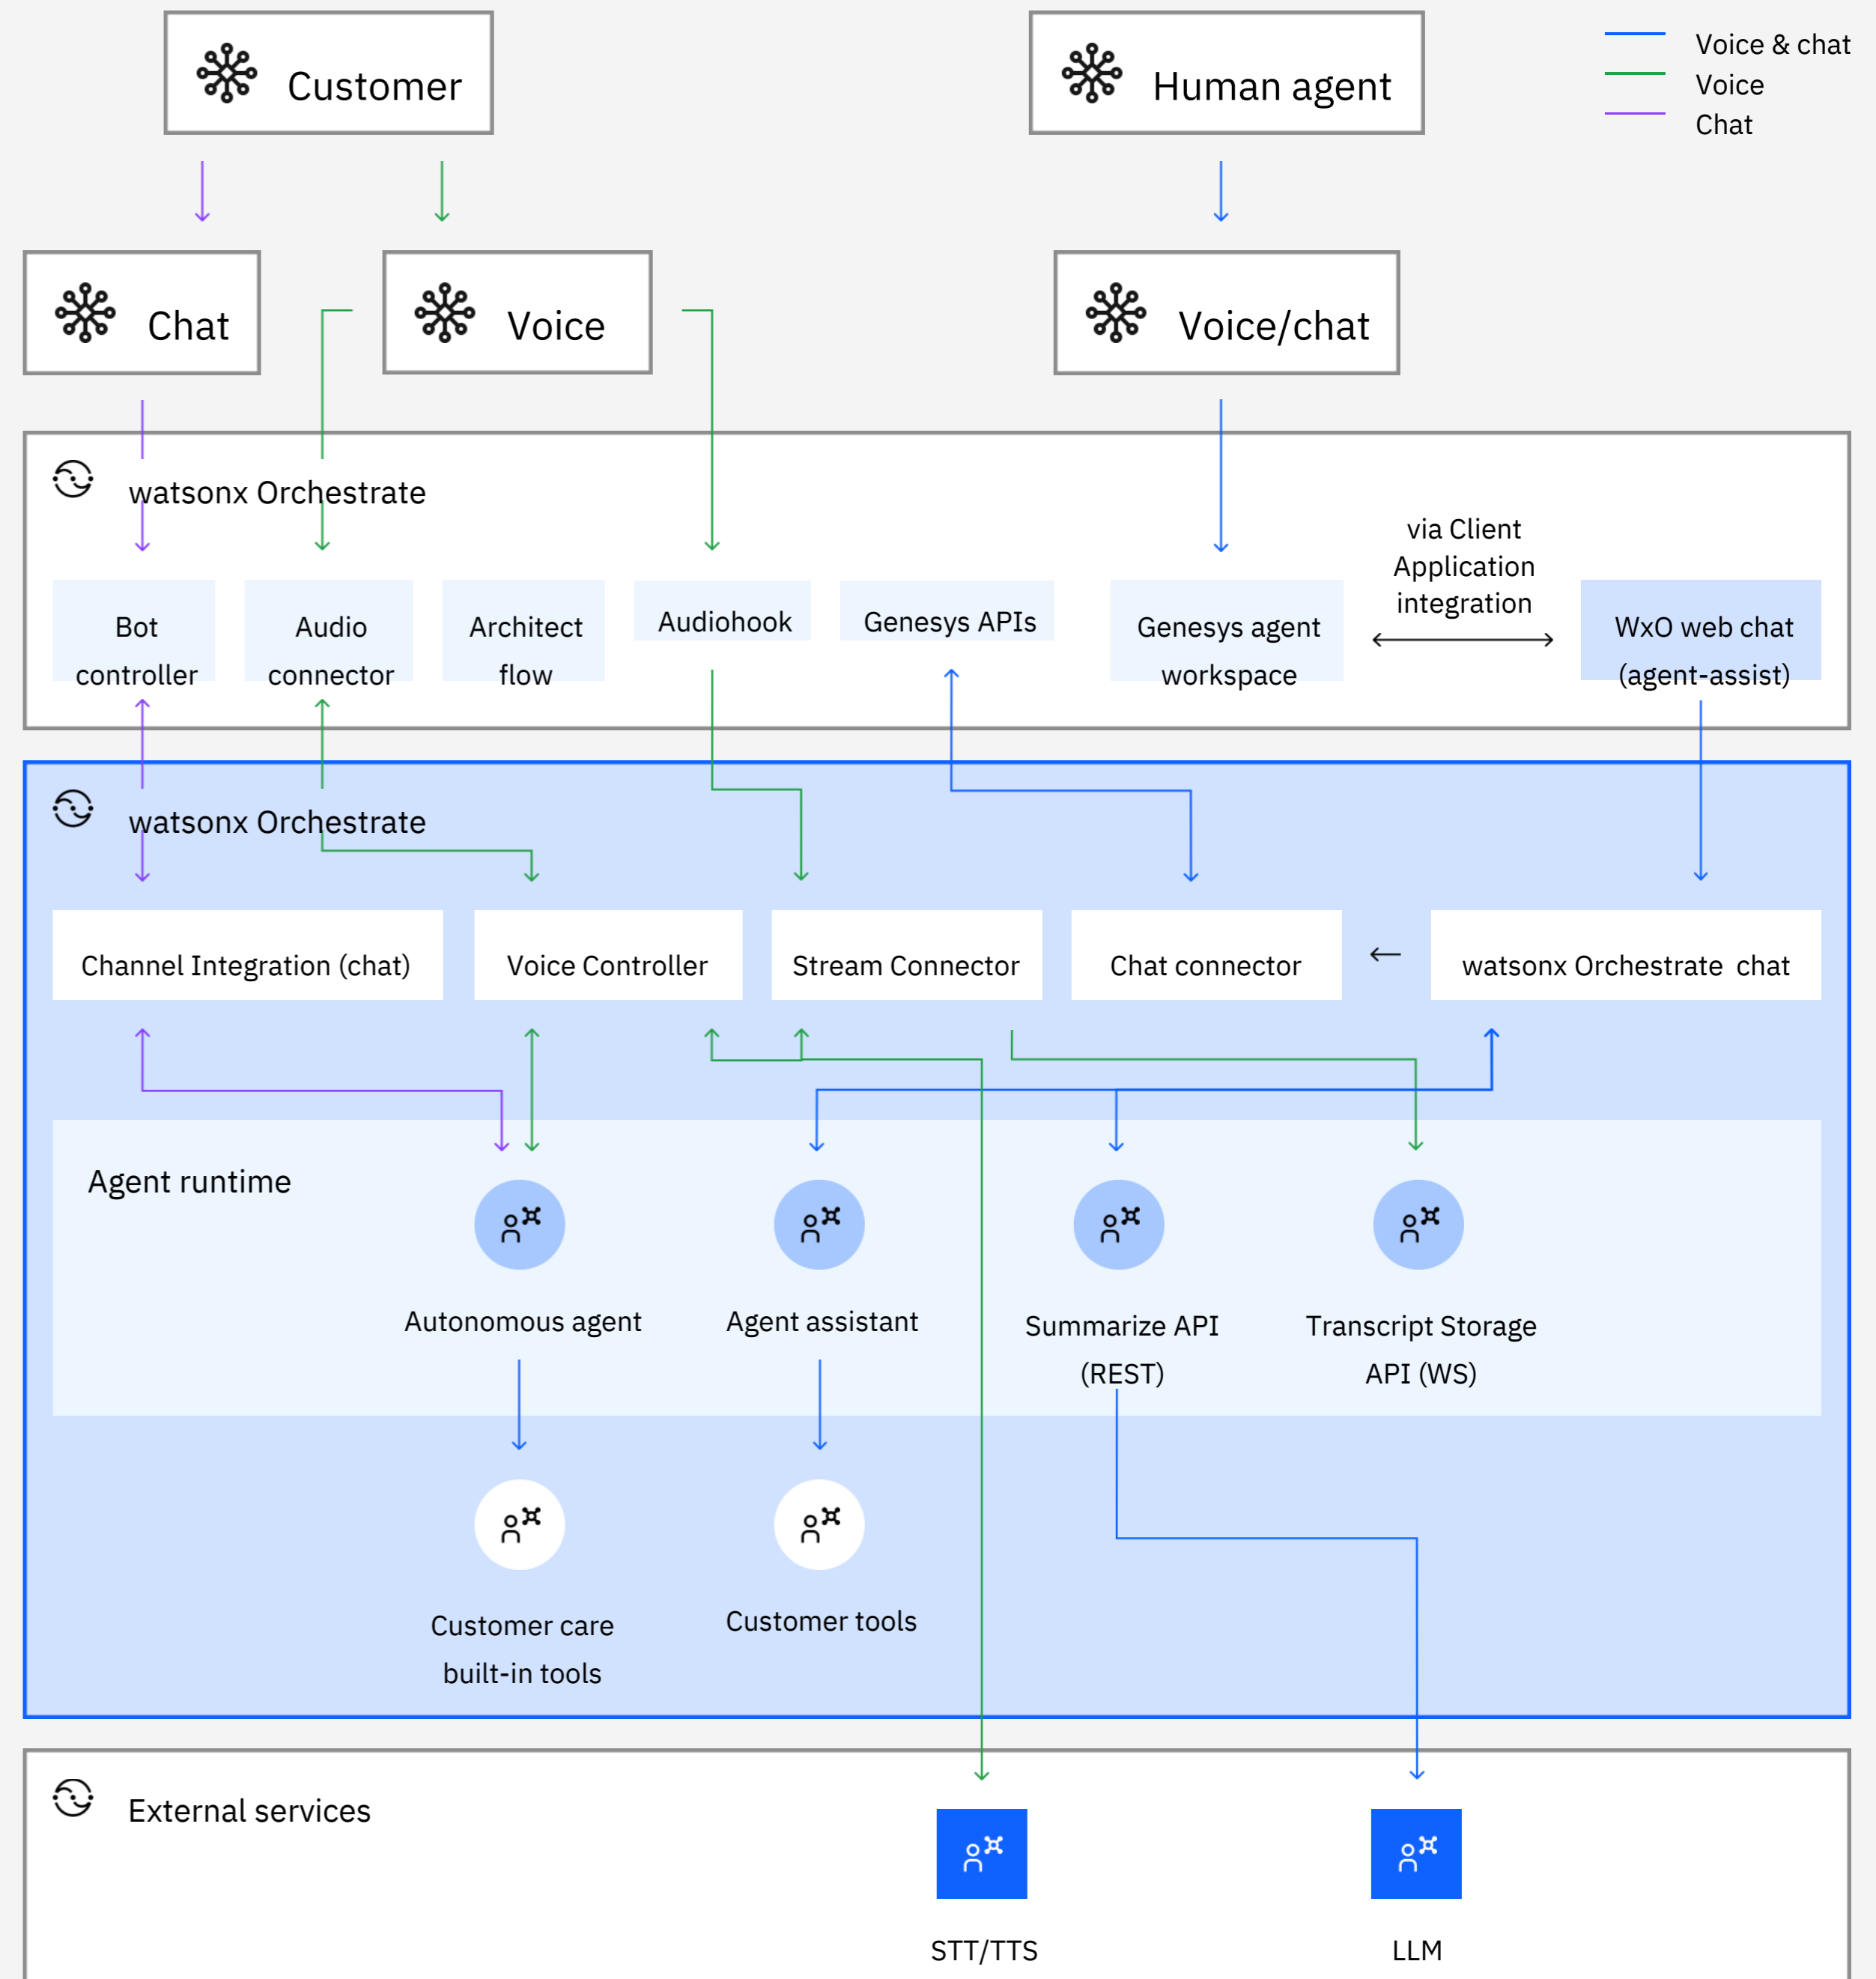 Customer
Human agent
Voice & chat
Voice
Chat
Chat
Voice
Voice/chat
watsonx Orchestrate
via Client
Application
integration
Bot
controller
Audio
connector
Architect
flow
Audiohook
Genesys APIs
Genesys agent
workspace
WxO web chat
(agent-assist)
watsonx Orchestrate
Channel Integration (chat)
Voice Controller
Stream Connector
Chat connector
watsonx Orchestrate chat
Agent runtime
Autonomous agent
Agent assistant
Summarize API
(REST)
Transcript Storage
API (WS)
Customer care
built-in tools
Customer tools
External services
STT/TTS
LLM